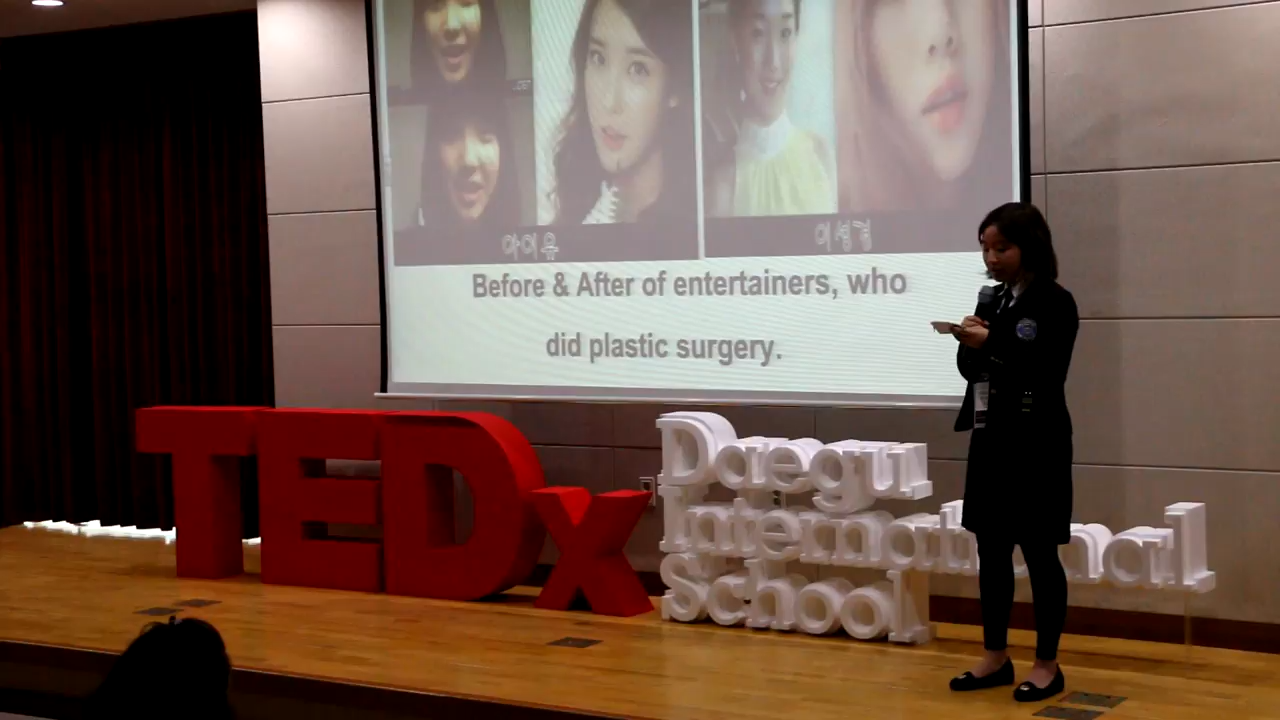 아이유
이성경
Before & After of entertainers, who
did plastic surgery.
TEDx
Daegu
International
School